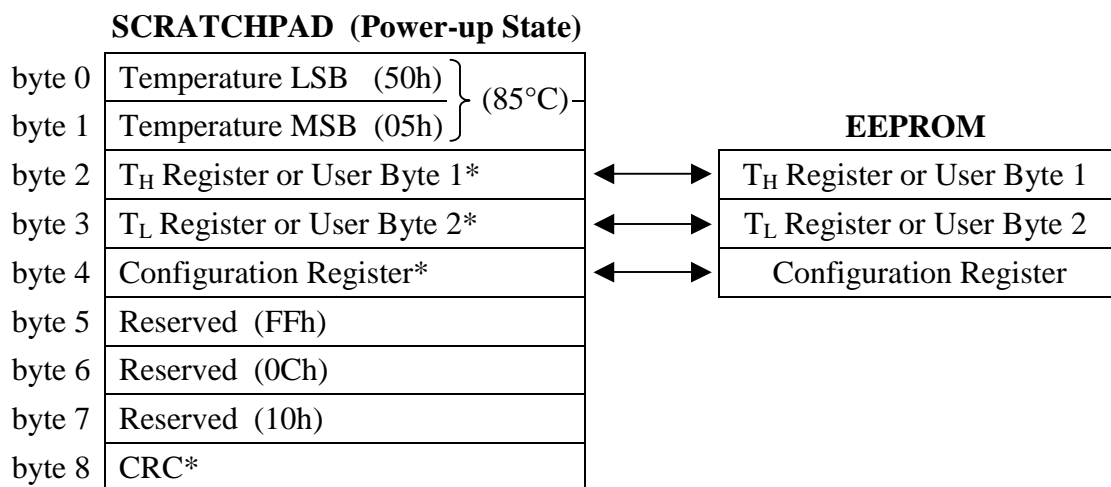 SCRATCHPAD (Power-up State)
byte 0 Temperature LSB (50h)
(85°C)
byte 1 Temperature MSB (05h)
EEPROM
byte 2 T_H Register or User Byte 1* T_H Register or User Byte 1
byte 3 T_L Register or User Byte 2* T_L Register or User Byte 2
byte 4 Configuration Register* Configuration Register
byte 5 Reserved (FFh)
byte 6 Reserved (0Ch)
byte 7 Reserved (10h)
byte 8 CRC*